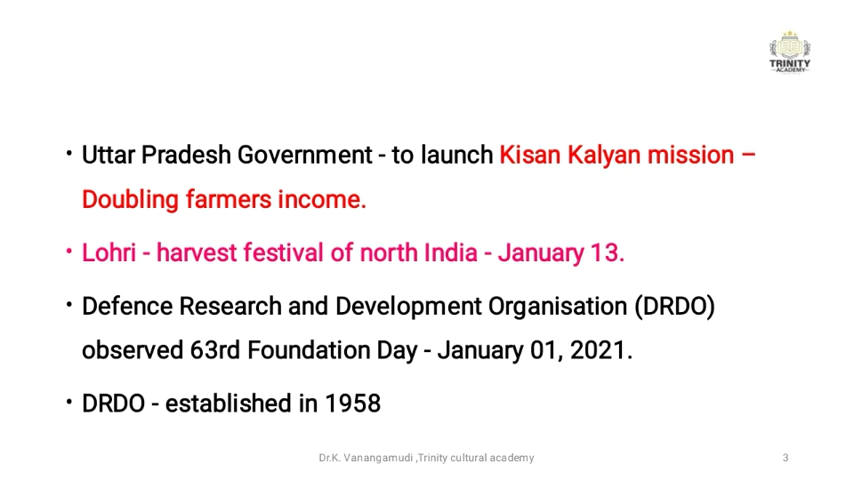 TRINITY
ACADEMY
• Uttar Pradesh Government - to launch Kisan Kalyan mission –
Doubling farmers income.
• Lohri - harvest festival of north India - January 13.
• Defence Research and Development Organisation (DRDO)
observed 63rd Foundation Day - January 01, 2021.
• DRDO - established in 1958
Dr.K. Vanangamudi ,Trinity cultural academy
3